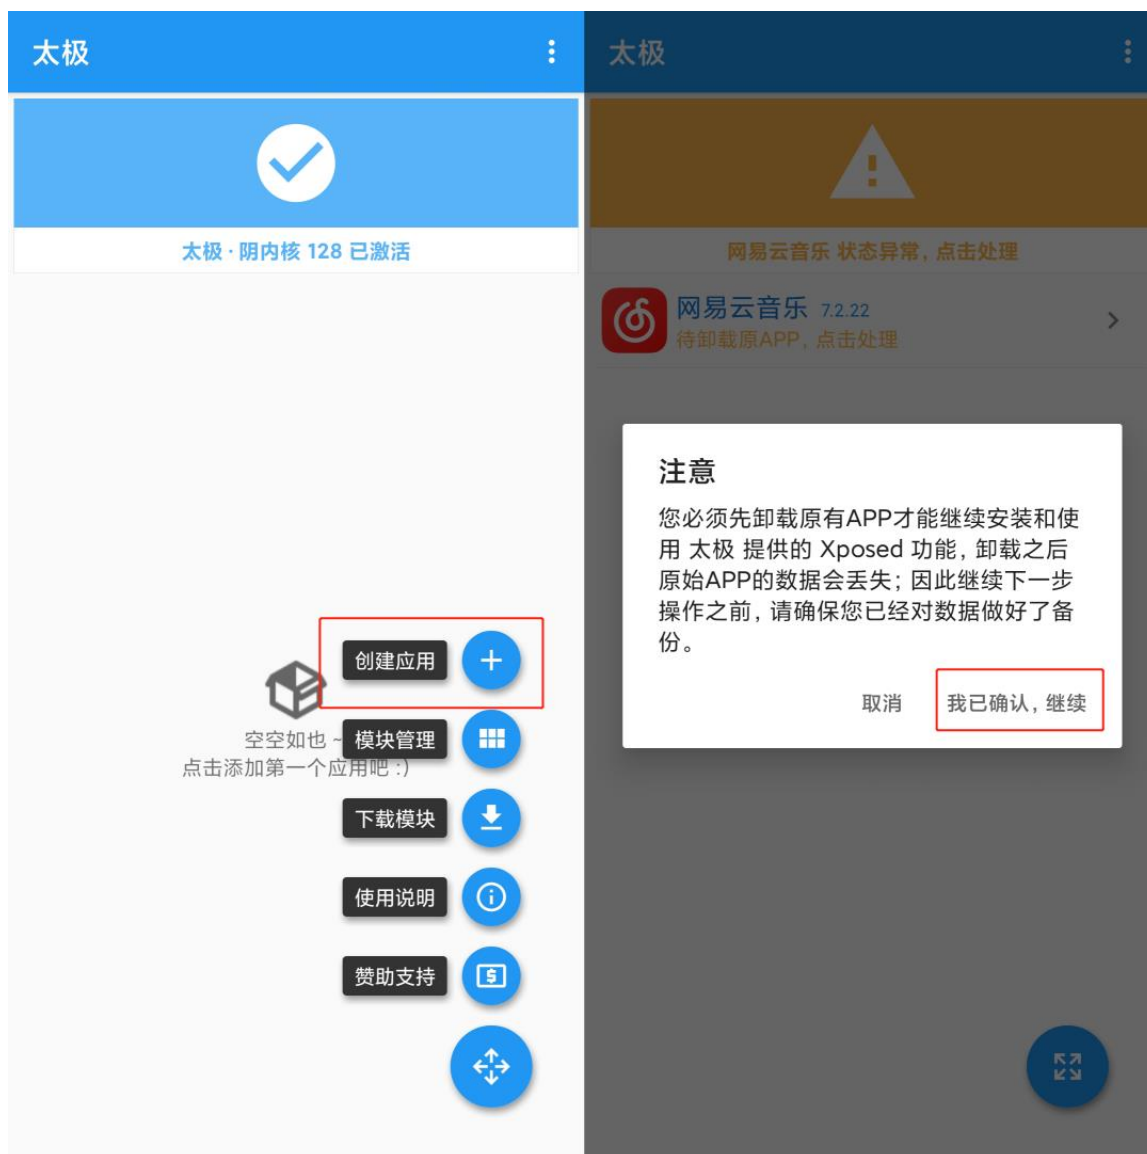 太极
太极 · 阴内核 128 已激活
创建应用
空空如也 ~
模块管理
点击添加第一个应用吧 :)
下载模块
使用说明
赞助支持
太极
网易云音乐 状态异常，点击处理
网易云音乐 7.2.22
待卸载原APP，点击处理
注意
您必须先卸载原有APP才能继续安装和使
用 太极 提供的 Xposed 功能，卸载之后
原始APP的数据会丢失；因此继续下一步
操作之前，请确保您已经对数据做好了备
份。
取消 我已确认，继续